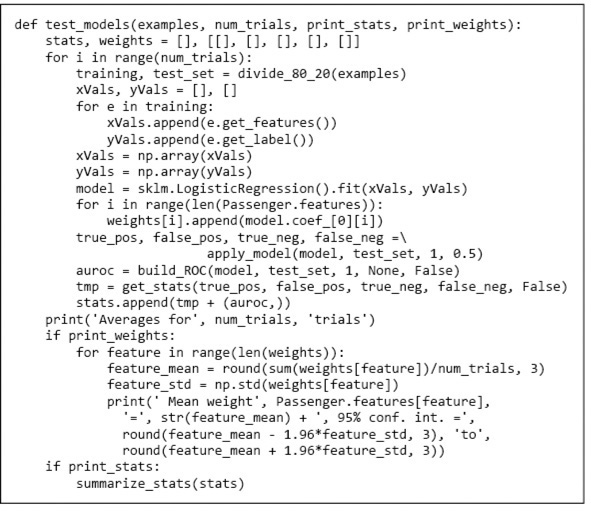 def test_models(examples, num_trials, print_stats, print_weights):
    stats, weights = [], [[], [], [], [], []]
    for i in range(num_trials):
        training, test_set = divide_80_20(examples)
        xVals, yVals = [], []
        for e in training:
            xVals.append(e.get_features())
            yVals.append(e.get_label())
        xVals = np.array(xVals)
        yVals = np.array(yVals)
        model = sklm.LogisticRegression().fit(xVals, yVals)
        for i in range(len(Passenger.features)):
            weights[i].append(model.coef_[0][i])
        true_pos, false_pos, true_neg, false_neg =\
                         apply_model(model, test_set, 1, 0.5)
        auroc = build_ROC(model, test_set, 1, None, False)
        tmp = get_stats(true_pos, false_pos, true_neg, false_neg, False)
        stats.append(tmp + (auroc,))
    print('Averages for', num_trials, 'trials')
    if print_weights:
        for feature in range(len(weights)):
            feature_mean = round(sum(weights[feature])/num_trials, 3)
            feature_std = np.std(weights[feature])
            print(' Mean weight', Passenger.features[feature],
              '=', str(feature_mean) + ', 95% conf. int. =',
              round(feature_mean - 1.96*feature_std, 3), 'to',
              round(feature_mean + 1.96*feature_std, 3))
    if print_stats:
        summarize_stats(stats)